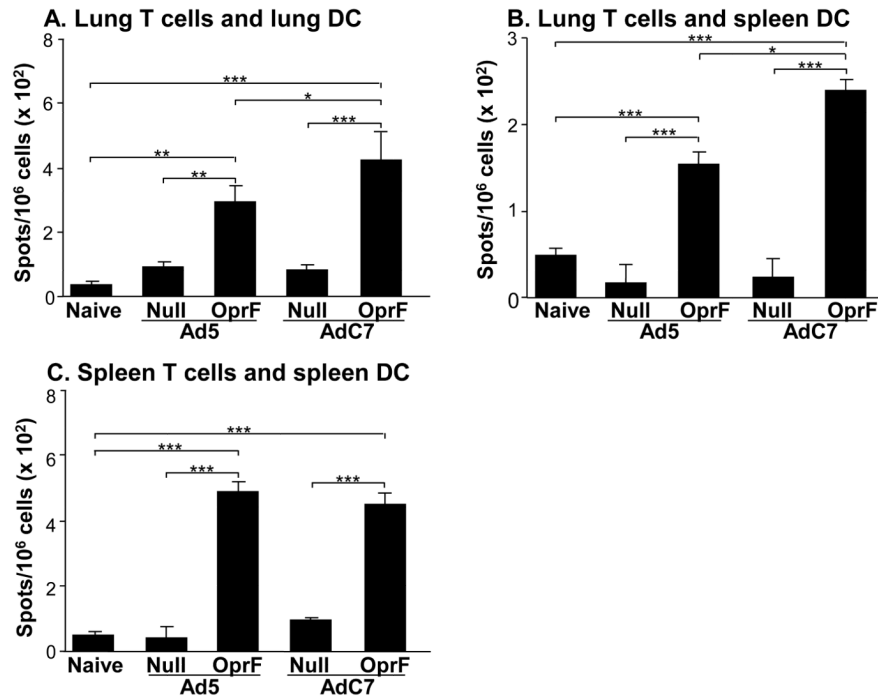 A. Lung T cells and lung DC
Spots/10⁶ cells (x 10²)
8
6
4
2
0
***
*
***
**
**
Naive Null OprF Null OprF
Ad5 AdC7
B. Lung T cells and spleen DC
Spots/10⁶ cells (x 10²)
3
2
1
0
***
*
***
***
***
Naive Null OprF Null OprF
Ad5 AdC7
C. Spleen T cells and spleen DC
Spots/10⁶ cells (x 10²)
8
6
4
2
0
***
***
***
***
Naive Null OprF Null OprF
Ad5 AdC7